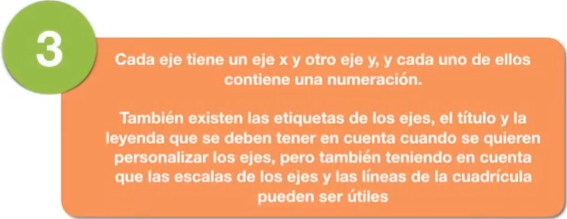 3
Cada eje tiene un eje x y otro eje y, y cada uno de ellos
contiene una numeración.
También existen las etiquetas de los ejes, el título y la
leyenda que se deben tener en cuenta cuando se quieren
personalizar los ejes, pero también teniendo en cuenta
que las escalas de los ejes y las líneas de la cuadrícula
pueden ser útiles